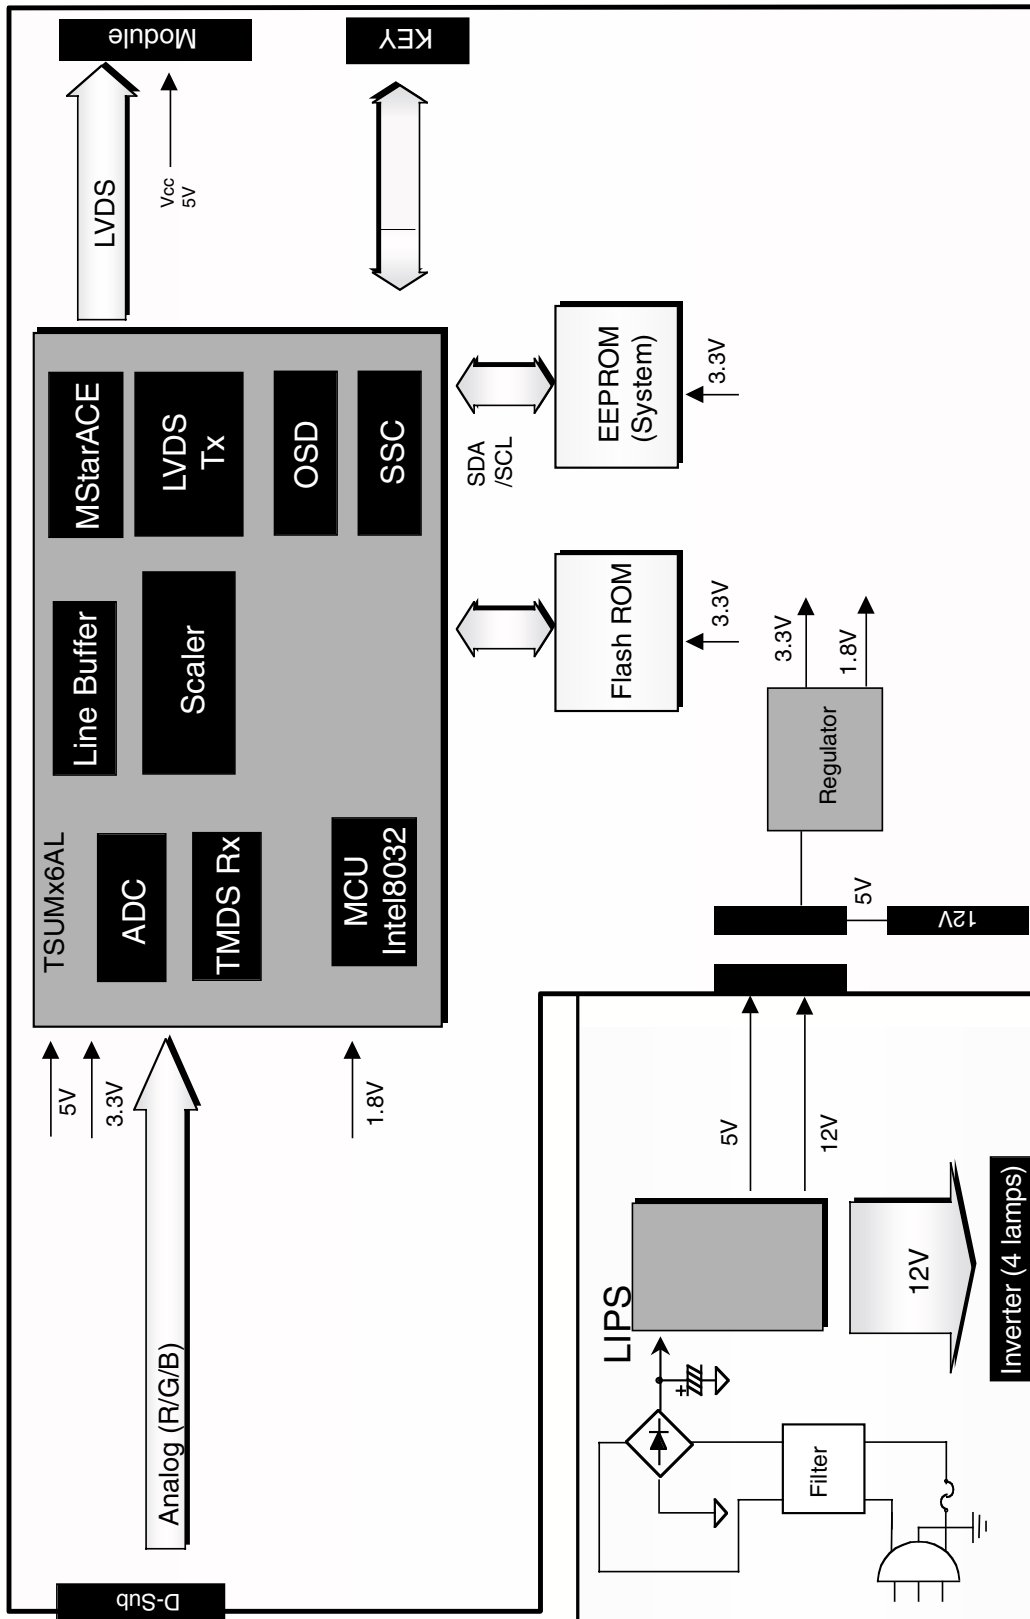 Module
KEY
LVDS
Vcc
5V
TSUMx6AL
MStarACE
LVDS
Tx
OSD
SSC
Line Buffer
Scaler
ADC
TMDS Rx
MCU
Intel8032
SDA
/SCL
EEPROM
(System)
3.3V
Flash ROM
3.3V
5V
3.3V
1.8V
Analog (R/G/B)
D-Sub
Regulator
3.3V
1.8V
5V
12V
5V
12V
LIPS
+
12V
Inverter (4 lamps)
Filter